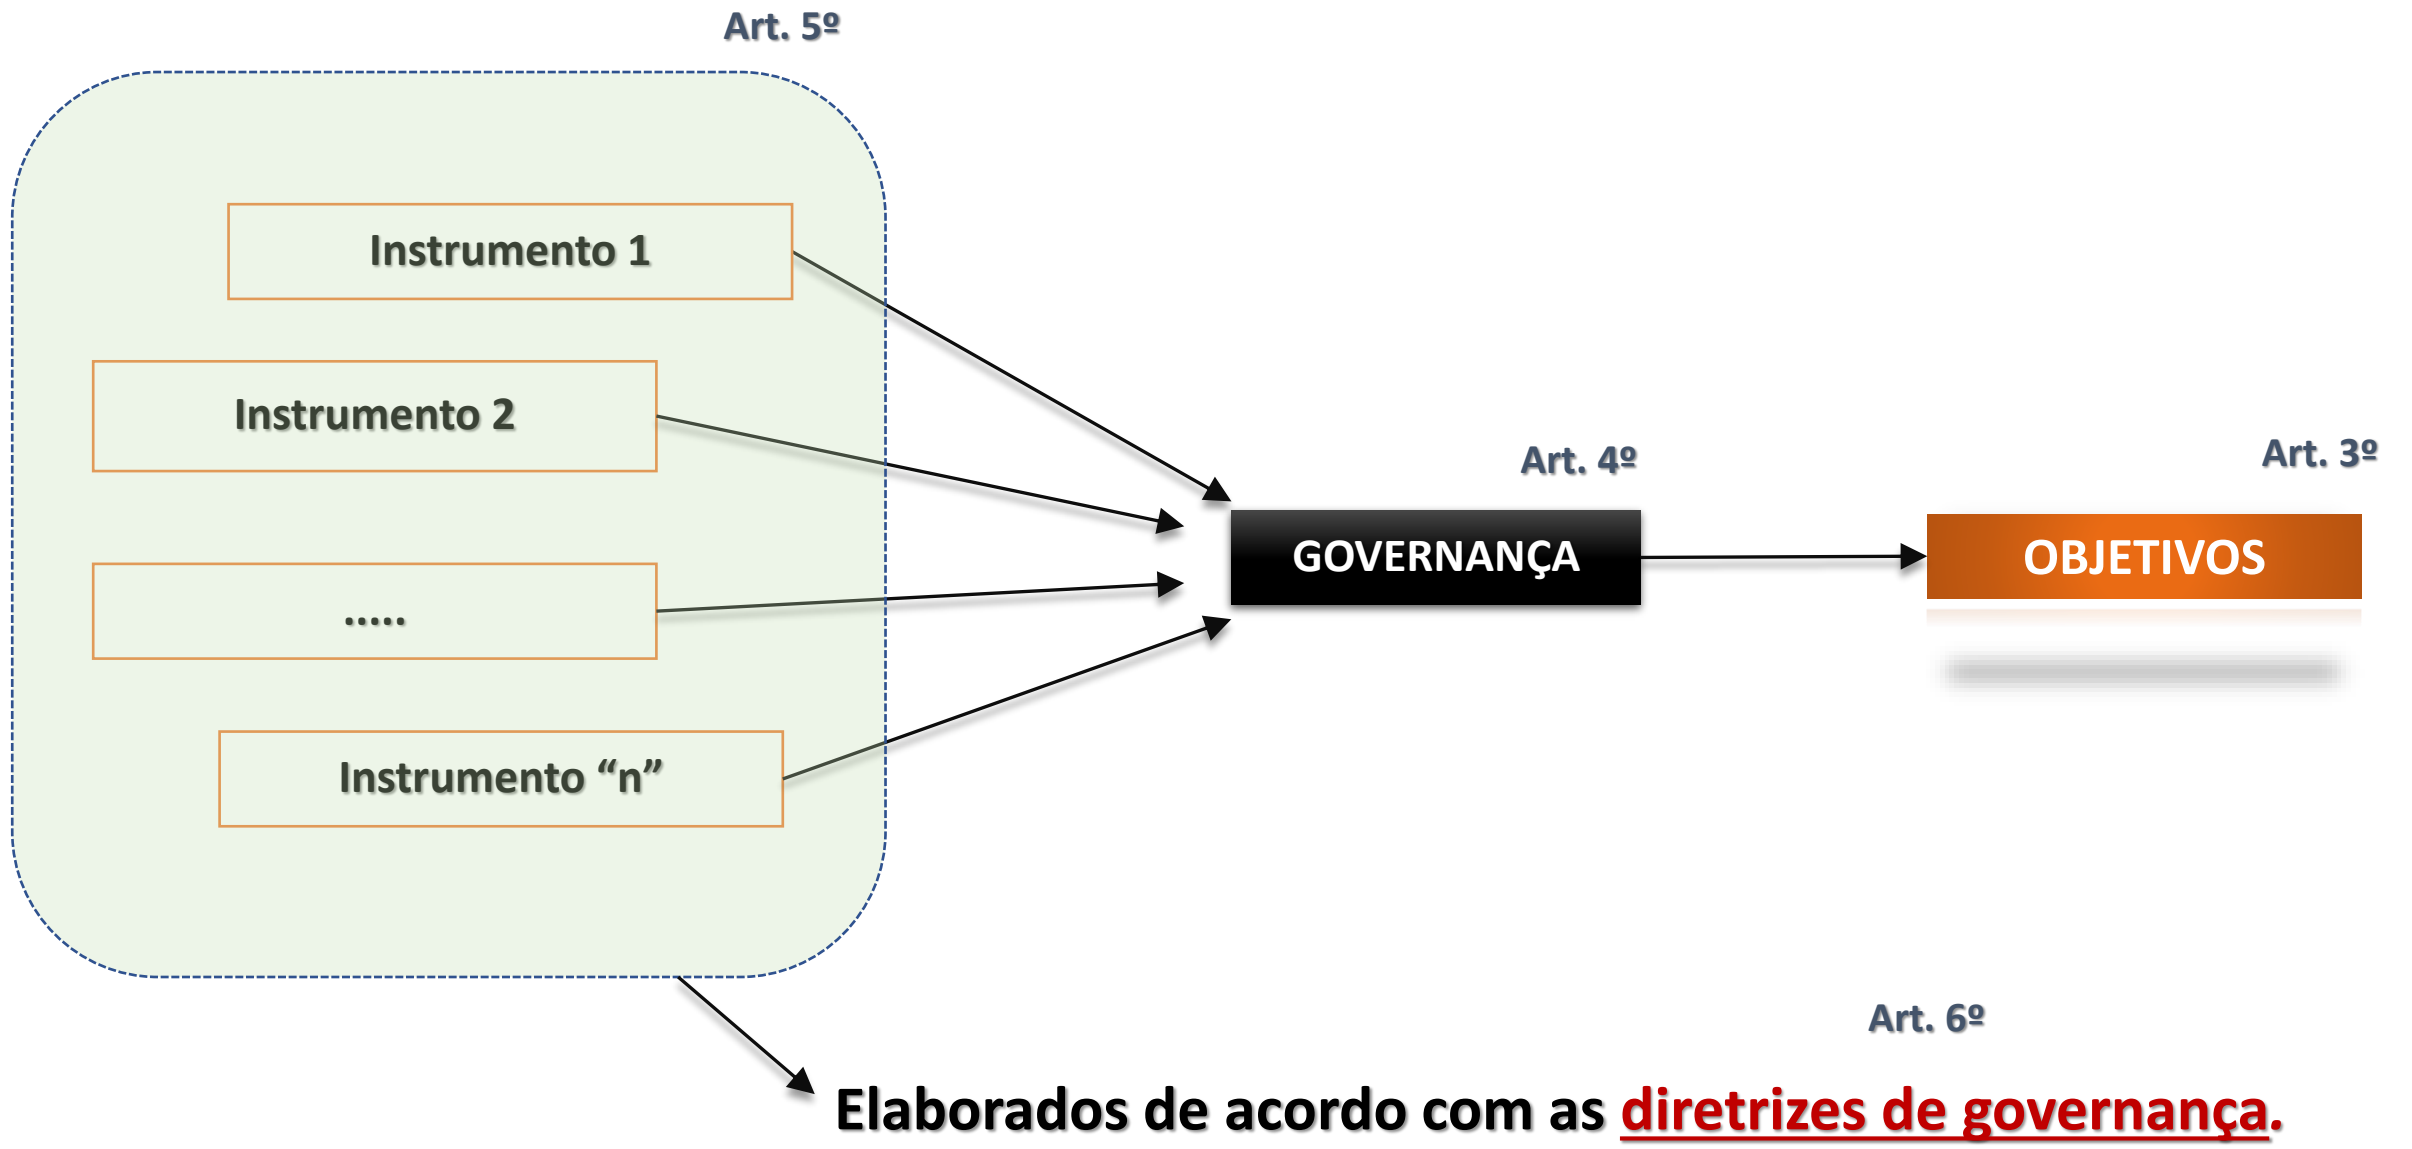 Art. 5º
Instrumento 1
Instrumento 2
.....
Instrumento “n”
Art. 4º
GOVERNANÇA
Art. 3º
OBJETIVOS
Art. 6º
Elaborados de acordo com as diretrizes de governança.